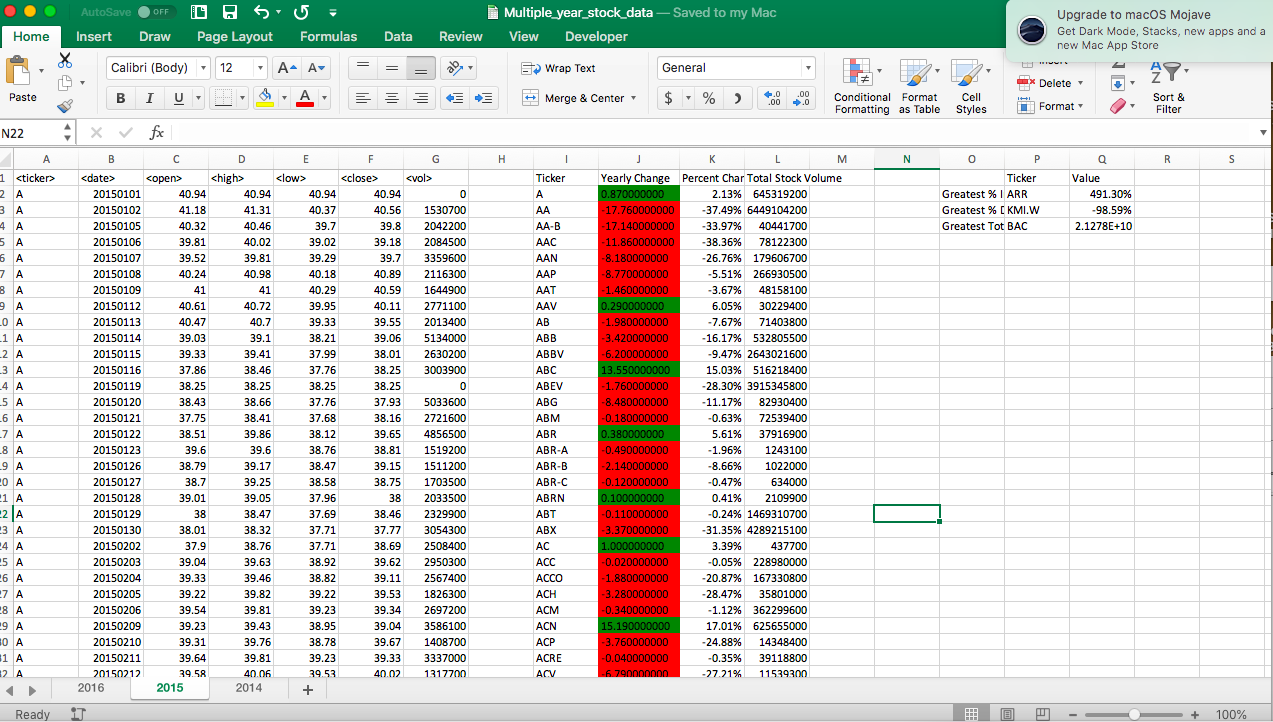 AutoSave OFF Multiple_year_stock_data — Saved to my Mac
Upgrade to macOS Mojave
Get Dark Mode, Stacks, new apps and a
new Mac App Store
Home Insert Draw Page Layout Formulas Data Review View Developer
Calibri (Body) 12 A A Wrap Text General Insert
Paste B I U A Merge & Center $ % Conditional Formatting Format as Table Cell Styles Delete Format Sort & Filter
N22 fx
A B C D E F G H I J K L M N O P Q R S
1 <ticker> <date> <open> <high> <low> <close> <vol> Ticker Yearly Change Percent Char Total Stock Volume Ticker Value
2 A 20150101 40.94 40.94 40.94 40.94 0 A 0.870000000 2.13% 645319200 Greatest % I ARR 491.30%
3 A 20150102 41.18 41.31 40.37 40.56 1530700 AA -17.760000000 -37.49% 6449104200 Greatest % D KMI.W -98.59%
4 A 20150105 40.32 40.46 39.7 39.8 2042200 AA-B -17.140000000 -33.97% 40441700 Greatest Tot BAC 2.1278E+10
5 A 20150106 39.81 40.02 39.02 39.18 2084500 AAC -11.860000000 -38.36% 78122300
6 A 20150107 39.52 39.81 39.29 39.7 3359600 AAN -8.180000000 -26.76% 179606700
7 A 20150108 40.24 40.98 40.18 40.89 2116300 AAP -8.770000000 -5.51% 266930500
8 A 20150109 41 41 40.29 40.59 1644900 AAT -1.460000000 -3.67% 48158100
9 A 20150112 40.61 40.72 39.95 40.11 2771100 AAV 0.290000000 6.05% 30229400
.0 A 20150113 40.47 40.7 39.33 39.55 2013400 AB -1.980000000 -7.67% 71403800
.1 A 20150114 39.03 39.1 38.21 39.06 5134000 ABB -3.420000000 -16.17% 532805500
.2 A 20150115 39.33 39.41 37.99 38.01 2630200 ABBV -6.200000000 -9.47% 2643021600
.3 A 20150116 37.86 38.46 37.76 38.25 3003900 ABC 13.550000000 15.03% 516218400
.4 A 20150119 38.25 38.25 38.25 38.25 0 ABEV -1.760000000 -28.30% 3915345800
.5 A 20150120 38.43 38.66 37.76 37.93 5033600 ABG -8.480000000 -11.17% 82930400
.6 A 20150121 37.75 38.41 37.68 38.16 2721600 ABM -0.180000000 -0.63% 72539400
.7 A 20150122 38.51 39.86 38.12 39.65 4856500 ABR 0.380000000 5.61% 37916900
.8 A 20150123 39.6 39.6 38.76 38.81 1519200 ABR-A -0.490000000 -1.96% 1243100
.9 A 20150126 38.79 39.17 38.47 39.15 1511200 ABR-B -2.140000000 -8.66% 1022000
20 A 20150127 38.7 39.25 38.58 38.75 1703500 ABR-C -0.120000000 -0.47% 634000
21 A 20150128 39.01 39.05 37.96 38 2033500 ABRN 0.100000000 0.41% 2109900
22 A 20150129 38 38.47 37.69 38.46 2329900 ABT -0.110000000 -0.24% 1469310700
23 A 20150130 38.01 38.32 37.71 37.77 3054300 ABX -3.370000000 -31.35% 4289215100
24 A 20150202 37.9 38.76 37.71 38.69 2508400 AC 1.000000000 3.39% 437700
25 A 20150203 39.04 39.63 38.92 39.62 2950300 ACC -0.020000000 -0.05% 228980000
26 A 20150204 39.33 39.46 38.82 39.11 2567400 ACCO -1.880000000 -20.87% 167330800
27 A 20150205 39.22 39.82 39.22 39.53 1826300 ACH -3.280000000 -28.47% 35801000
28 A 20150206 39.54 39.81 39.23 39.34 2697200 ACM -0.340000000 -1.12% 362299600
29 A 20150209 39.23 39.43 38.95 39.04 3586100 ACN 15.190000000 17.01% 625655000
30 A 20150210 39.31 39.76 38.78 39.67 1408700 ACP -3.760000000 -24.88% 14348400
31 A 20150211 39.64 39.81 39.23 39.33 3337000 ACRE -0.040000000 -0.35% 39118800
32 A 20150212 39.58 40.06 39.53 40.02 1317700 ACV -6.790000000 -27.21% 11539300
2016 2015 2014 +
Ready 100%